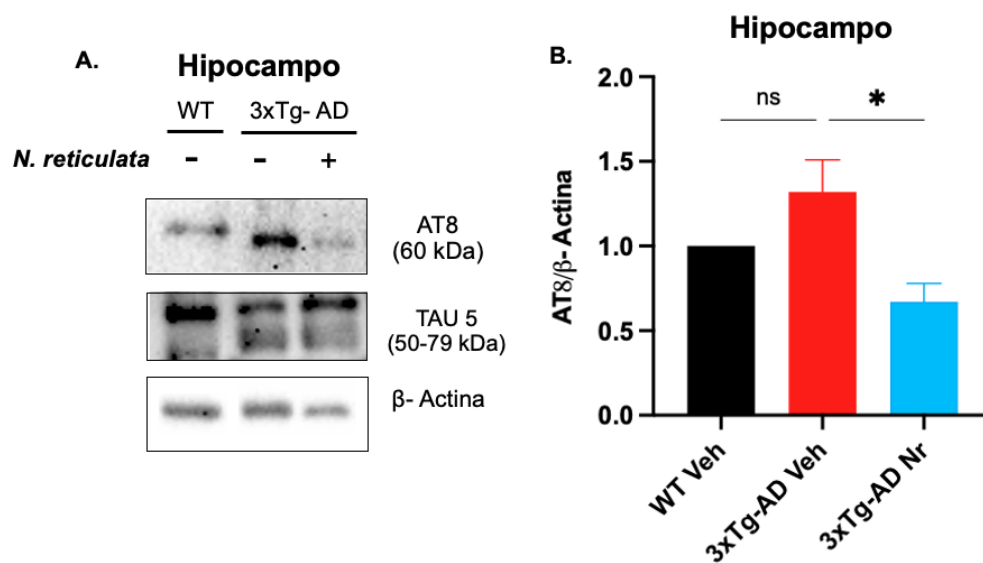 A.
Hipocampo
WT 3xTg- AD
N. reticulata - - +
AT8
(60 kDa)
TAU 5
(50-79 kDa)
β- Actina
B.
Hipocampo
AT8/β- Actina
2.0
1.5
1.0
0.5
0.0
ns *
WT Veh
3xTg-AD Veh
3xTg-AD Nr